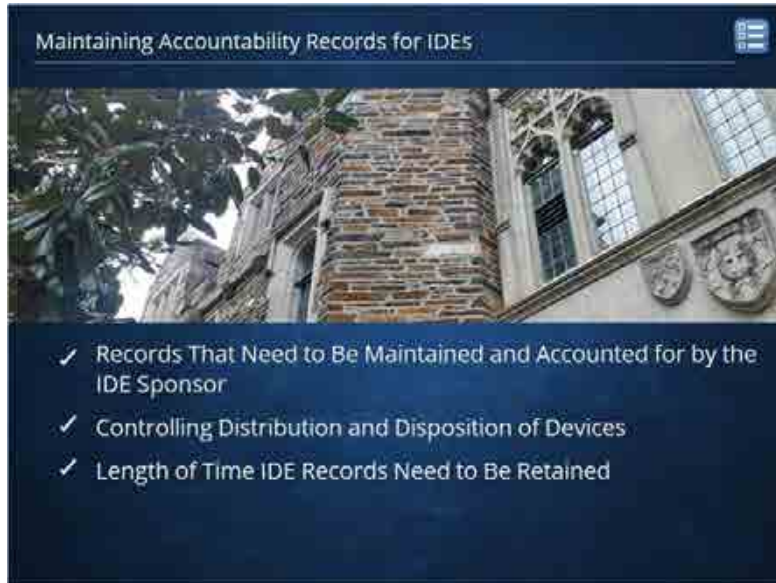 Maintaining Accountability Records for IDEs
Records That Need to Be Maintained and Accounted for by the
IDE Sponsor
Controlling Distribution and Disposition of Devices
Length of Time IDE Records Need to Be Retained